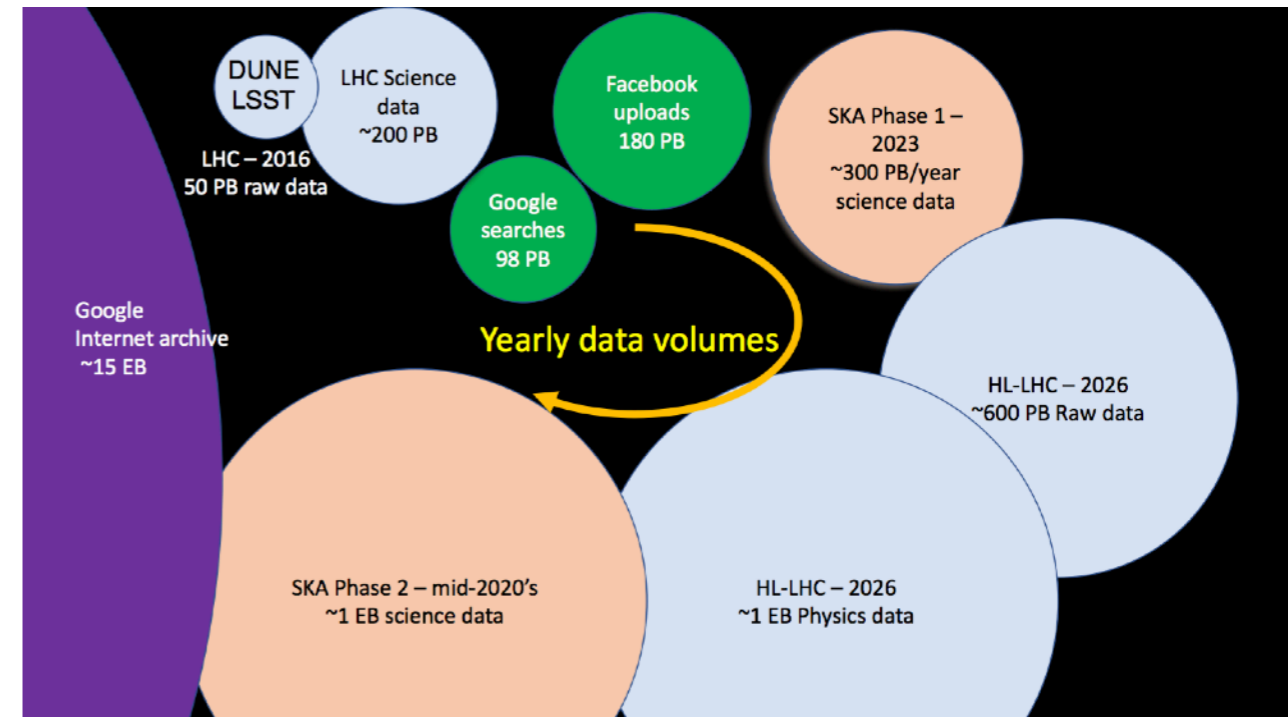 DUNE
LSST
LHC – 2016
50 PB raw data
LHC Science
data
~200 PB
Google
searches
98 PB
Facebook
uploads
180 PB
SKA Phase 1 –
2023
~300 PB/year
science data
Google
Internet archive
~15 EB
Yearly data volumes
HL-LHC – 2026
~600 PB Raw data
SKA Phase 2 – mid-2020’s
~1 EB science data
HL-LHC – 2026
~1 EB Physics data